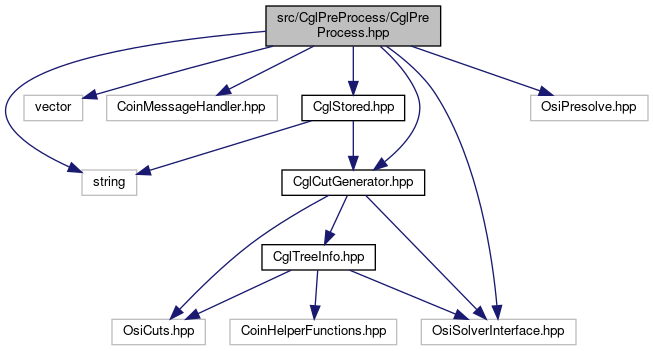 src/CglPreProcess/CglPre
Process.hpp
vector
CoinMessageHandler.hpp
CglStored.hpp
OsiPresolve.hpp
string
CglCutGenerator.hpp
CglTreeInfo.hpp
OsiCuts.hpp
CoinHelperFunctions.hpp
OsiSolverInterface.hpp